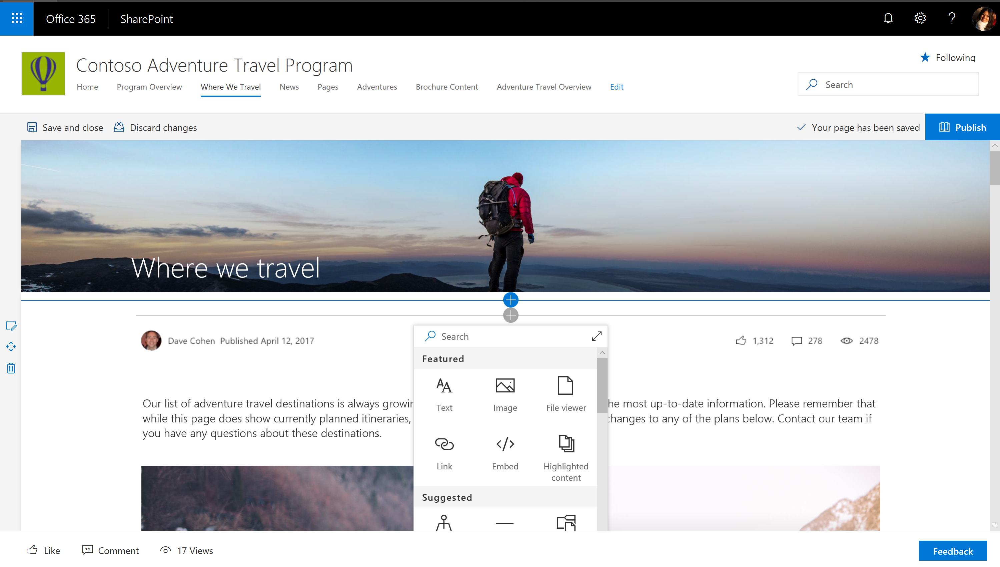 Office 365
SharePoint
Contoso Adventure Travel Program
Following
Home Program Overview Where We Travel News Pages Adventures Brochure Content Adventure Travel Overview Edit
Search
Save and close Discard changes
Your page has been saved
Publish
Where we travel
Dave Cohen Published April 12, 2017
1,312 278 2478
Search
Featured
Text Image File viewer
Link Embed Highlighted
content
Suggested
Our list of adventure travel destinations is always he most up-to-date information. Please remember that
while this page does show currently planned itineraries, changes to any of the plans below. Contact our team if
you have any questions about these destinations.
Like Comment 17 Views
Feedback